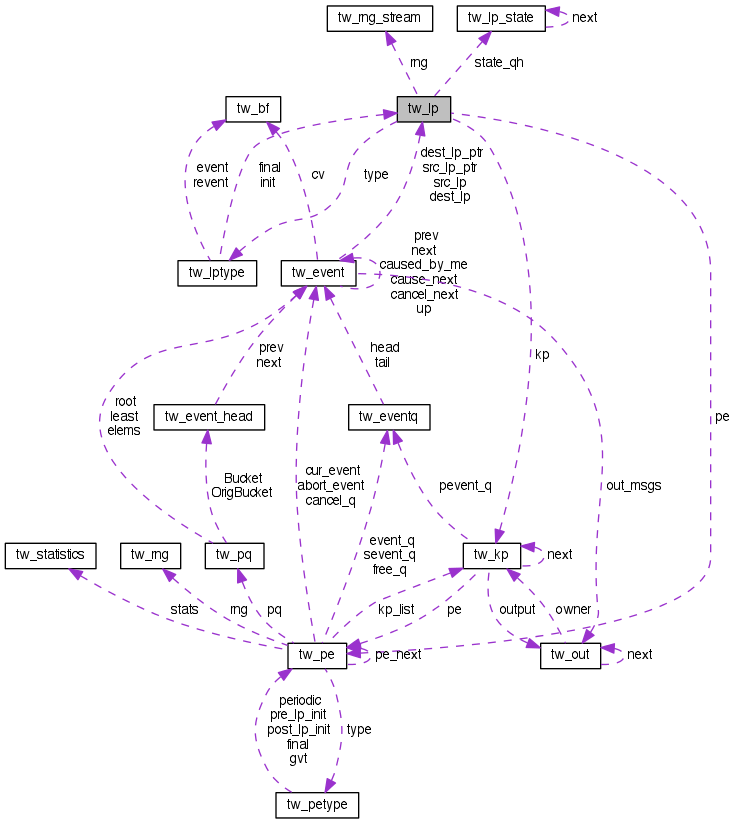 tw_rng_stream
tw_lp_state
next
rng
state_qh
tw_bf
tw_lp
event
revent
final
init
cv
type
dest_lp_ptr
src_lp_ptr
src_lp
dest_lp
tw_lptype
tw_event
prev
next
caused_by_me
cause_next
cancel_next
up
kp
root
least
elems
prev
next
head
tail
tw_event_head
tw_eventq
pe
Bucket
OrigBucket
cur_event
abort_event
cancel_q
pevent_q
out_msgs
event_q
sevent_q
free_q
tw_statistics
tw_rng
tw_pq
tw_kp
next
stats
rng
pq
kp_list
pe
output
owner
tw_pe
pe_next
tw_out
next
periodic
pre_lp_init
post_lp_init
final
gvt
type
tw_petype